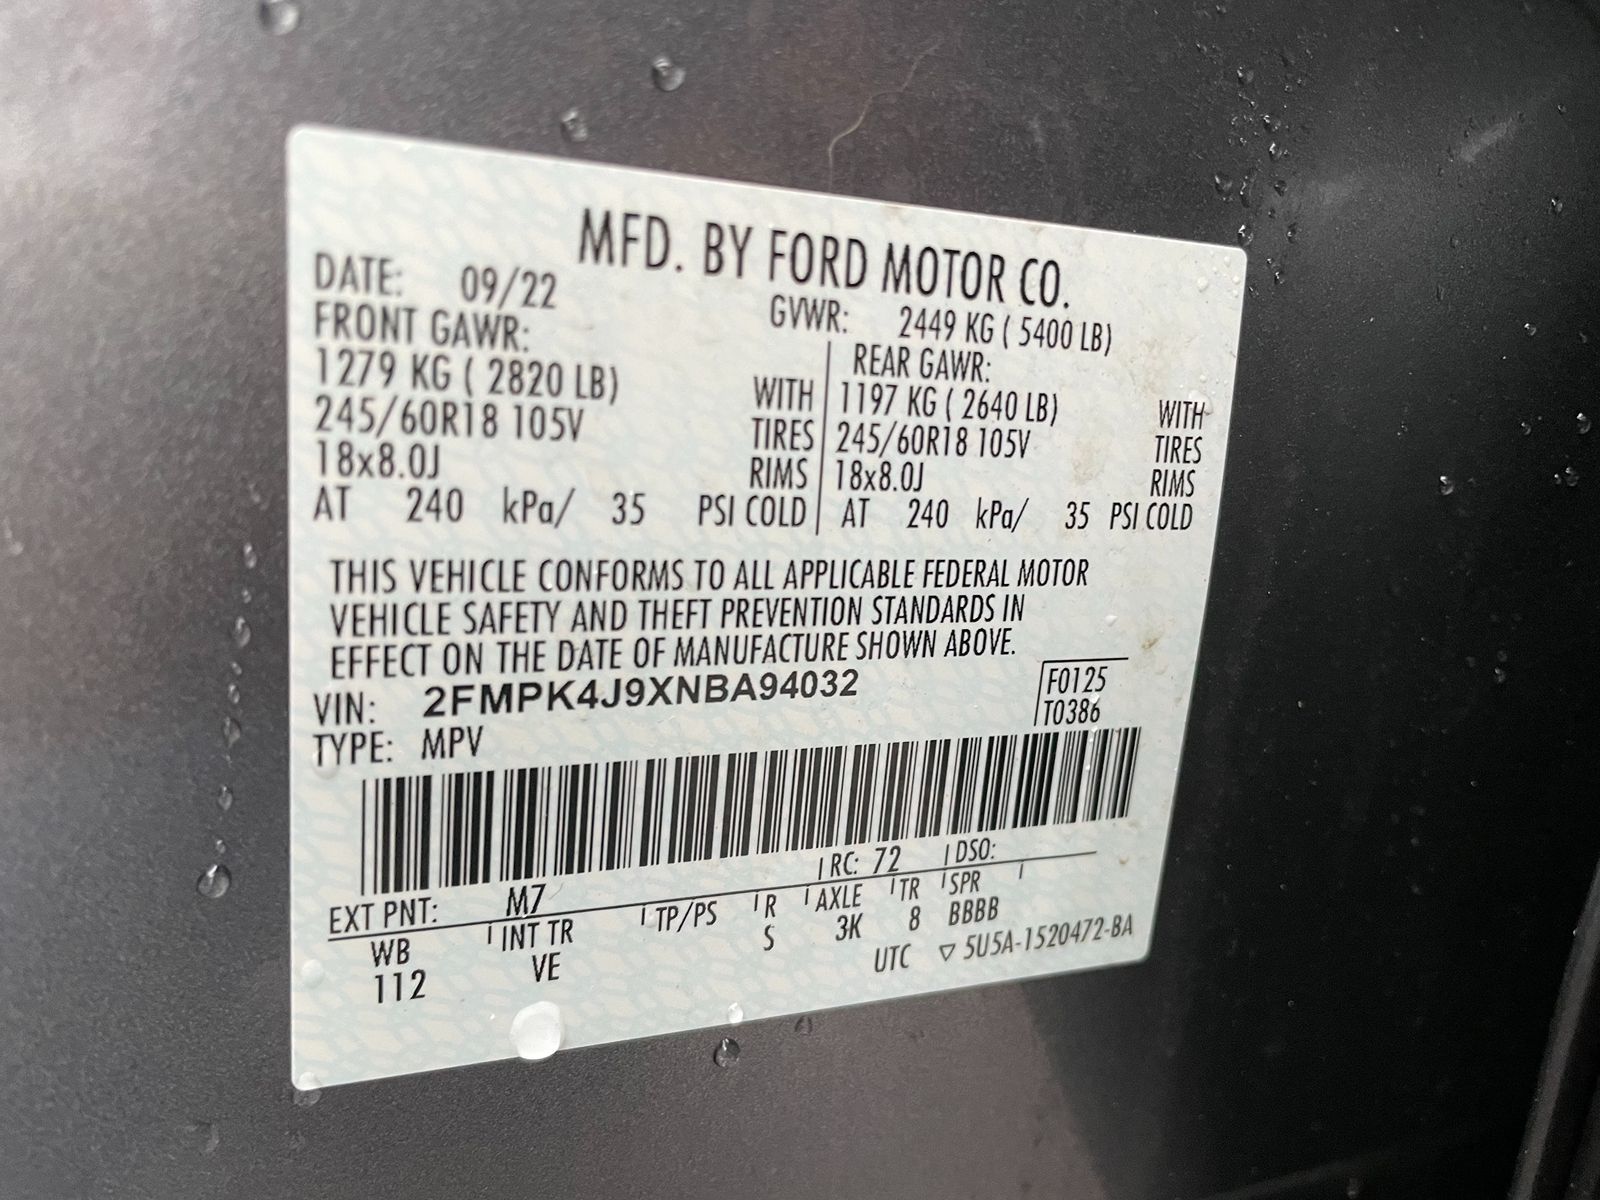 MFD. BY FORD MOTOR CO.
DATE: 09/22 GVWR: 2449 KG ( 5400 LB)
FRONT GAWR: REAR GAWR:
1279 KG ( 2820 LB) WITH 1197 KG ( 2640 LB) WITH
245/60R18 105V TIRES 245/60R18 105V TIRES
18x8.0J RIMS 18x8.0J RIMS
AT 240 kPa/ 35 PSI COLD AT 240 kPa/ 35 PSI COLD
THIS VEHICLE CONFORMS TO ALL APPLICABLE FEDERAL MOTOR
VEHICLE SAFETY AND THEFT PREVENTION STANDARDS IN
EFFECT ON THE DATE OF MANUFACTURE SHOWN ABOVE.
VIN: 2FMPK4J9XNBA94032 F0125
TYPE: MPV T0386
EXT PNT: M7 RC: 72 DSO:
WB INT TR TP/PS R AXLE TR SPR
112 VE S 3K 8 BBBB
UTC ▽ 5U5A-1520472-BA